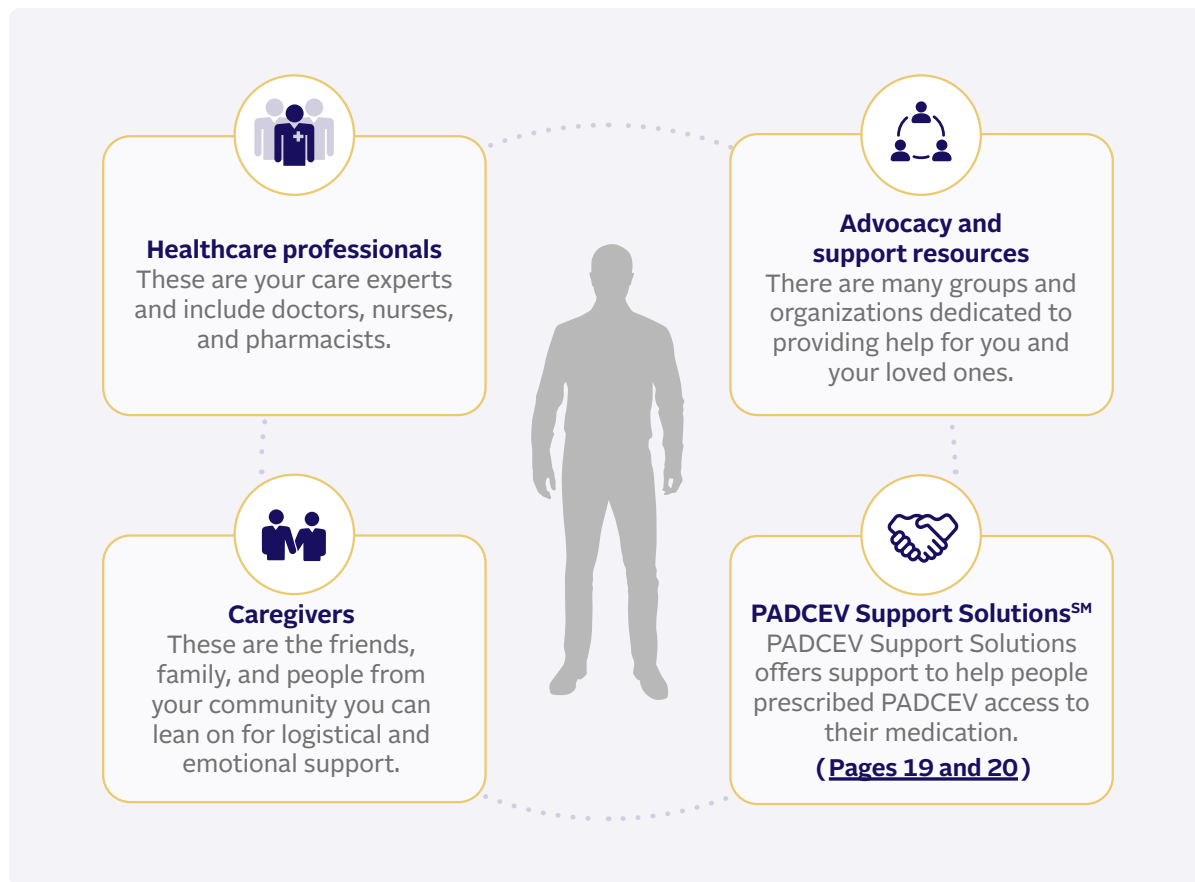 Healthcare professionals
These are your care experts
and include doctors, nurses,
and pharmacists.
Advocacy and
support resources
There are many groups and
organizations dedicated to
providing help for you and
your loved ones.
Caregivers
These are the friends,
family, and people from
your community you can
lean on for logistical and
emotional support.
PADCEV Support Solutions℠
PADCEV Support Solutions
offers support to help people
prescribed PADCEV access to
their medication.
(Pages 19 and 20)